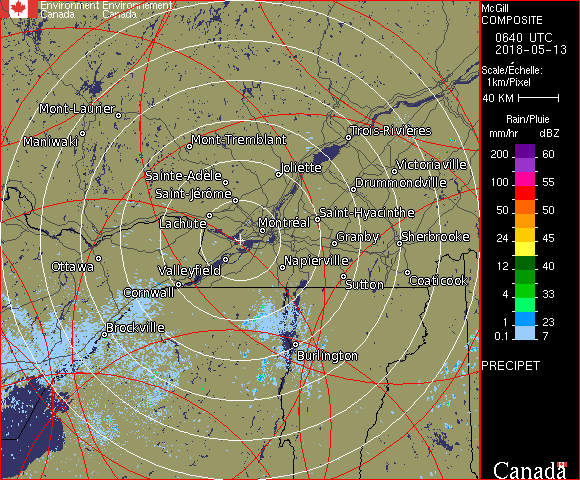 Environment Environnement
Canada Canada
McGill
COMPOSITE
0640 UTC
2018-05-13
Scale/Échelle:
1km/Pixel
40 KM
Rain/Pluie
mm/hr dBZ
200 60
55
100 55
50 50
24 45
12 40
4 33
1 23
0.1 7
PRECIPET
Canada
Mont-Laurier
Maniwaki
Mont-Tremblant
Trois-Rivières
Joliette
Victoriaville
Sainte-Adèle
Drummondville
Saint-Jérôme
Saint-Hyacinthe
Lachute
Montréal
Granby
Sherbrooke
Ottawa
Valleyfield
Napierville
Sutton
Coaticook
Cornwall
Brockville
Burlington